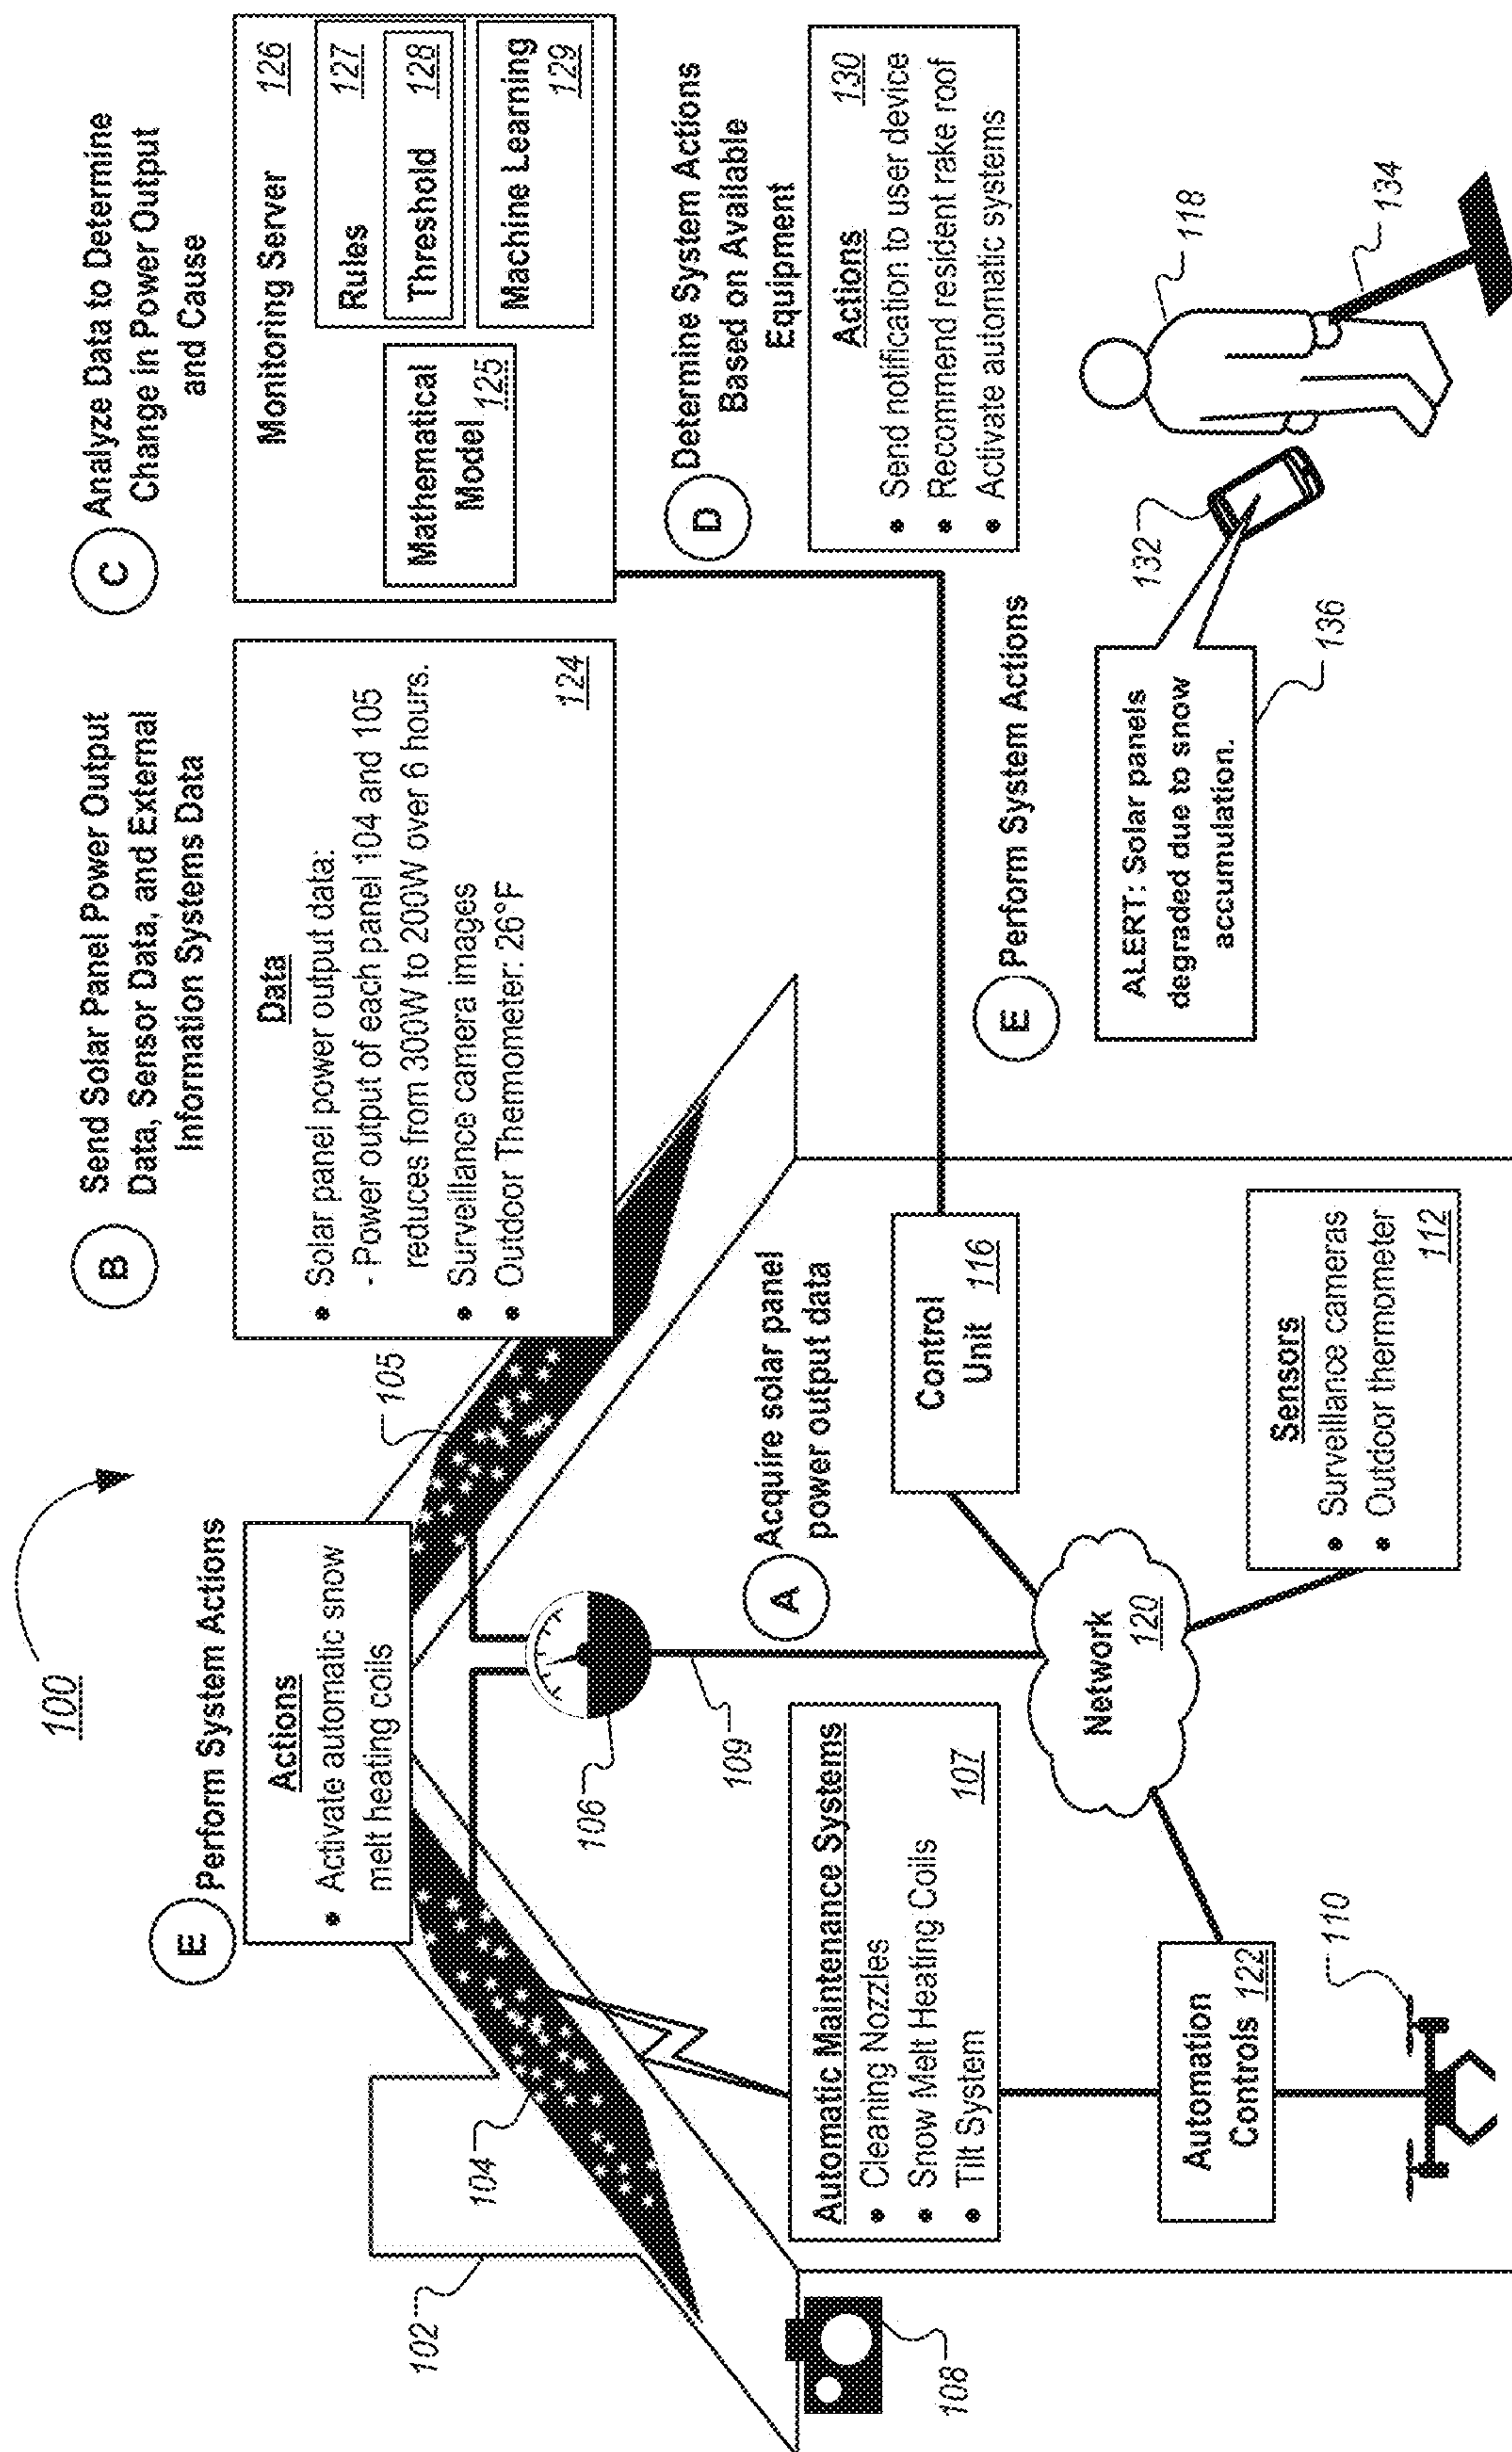 100
E
Perform System Actions
Actions
• Activate automatic snow
melt heating coils
B
Send Solar Panel Power Output
Data, Sensor Data, and External
Information Systems Data
Data
• Solar panel power output data:
- Power output of each panel 104 and 105
reduces from 300W to 200W over 6 hours.
• Surveillance camera images
• Outdoor Thermometer: 26°F
124
C
Analyze Data to Determine
Change in Power Output
and Cause
Monitoring Server 126
Rules 127
Threshold 128
Mathematical
Model 125
Machine Learning
129
D
Determine System Actions
Based on Available
Equipment
Actions 130
• Send notification to user device
• Recommend resident rake roof
• Activate automatic systems
102
104
105
106
109
108
A
Acquire solar panel
power output data
Automatic Maintenance Systems
• Cleaning Nozzles
• Snow Melt Heating Coils
• Tilt System
107
Control
Unit 116
Network
120
Automation
Controls 122
110
Sensors
• Surveillance cameras
• Outdoor thermometer
112
E
Perform System Actions
ALERT: Solar panels
degraded due to snow
accumulation.
136
132
118
134